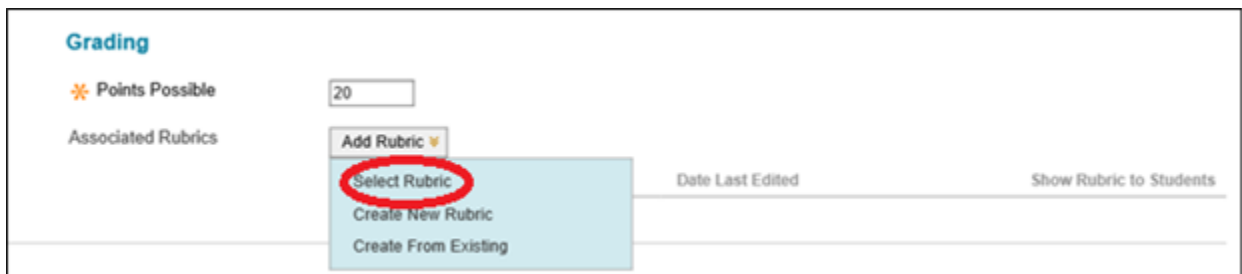 Grading
Points Possible 20
Associated Rubrics Add Rubric
Select Rubric Date Last Edited Show Rubric to Students
Create New Rubric
Create From Existing